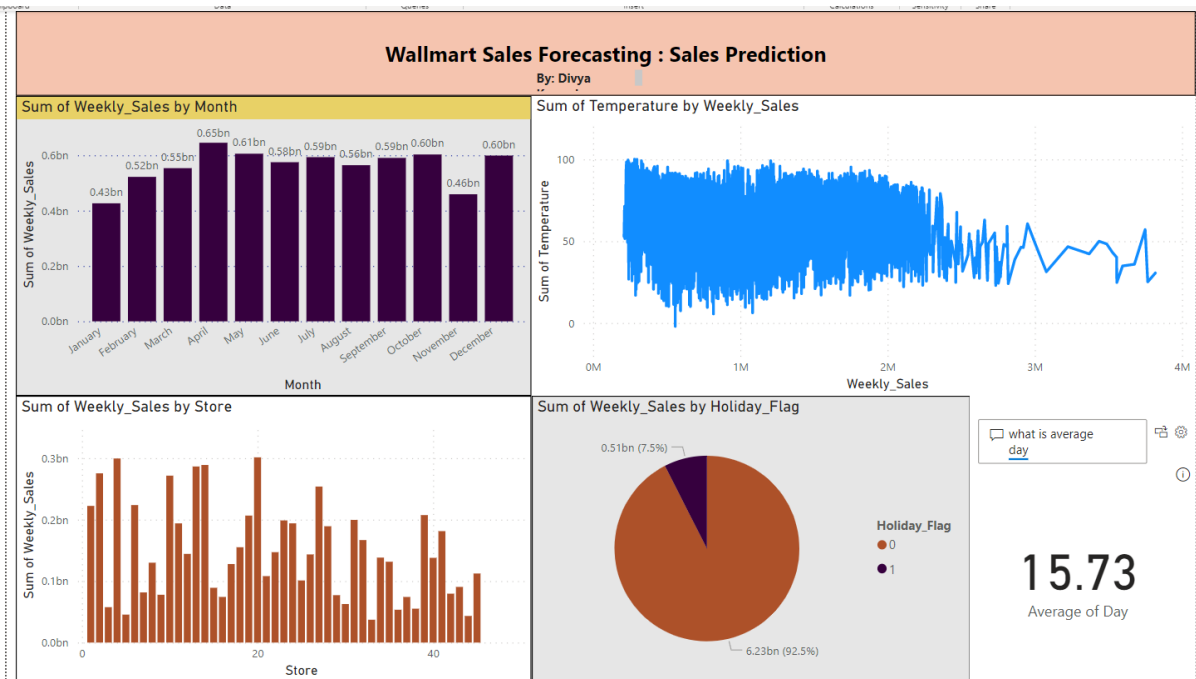 Data
Queries
Insert
Calculations
Sensitivity
Share
Wallmart Sales Forecasting : Sales Prediction
By: Divya
Sum of Weekly_Sales by Month
Sum of Weekly_Sales
0.6bn
0.4bn
0.2bn
0.0bn
0.43bn
0.52bn
0.55bn
0.65bn
0.61bn
0.58bn
0.59bn
0.56bn
0.59bn
0.60bn
0.46bn
0.60bn
January
February
March
April
May
June
July
August
September
October
November
December
Month
Sum of Temperature by Weekly_Sales
Sum of Temperature
100
50
0
0M
1M
2M
3M
4M
Weekly_Sales
Sum of Weekly_Sales by Store
Sum of Weekly_Sales
0.3bn
0.2bn
0.1bn
0.0bn
0
20
40
Store
Sum of Weekly_Sales by Holiday_Flag
0.51bn (7.5%)
6.23bn (92.5%)
Holiday_Flag
0
1
what is average
day
15.73
Average of Day